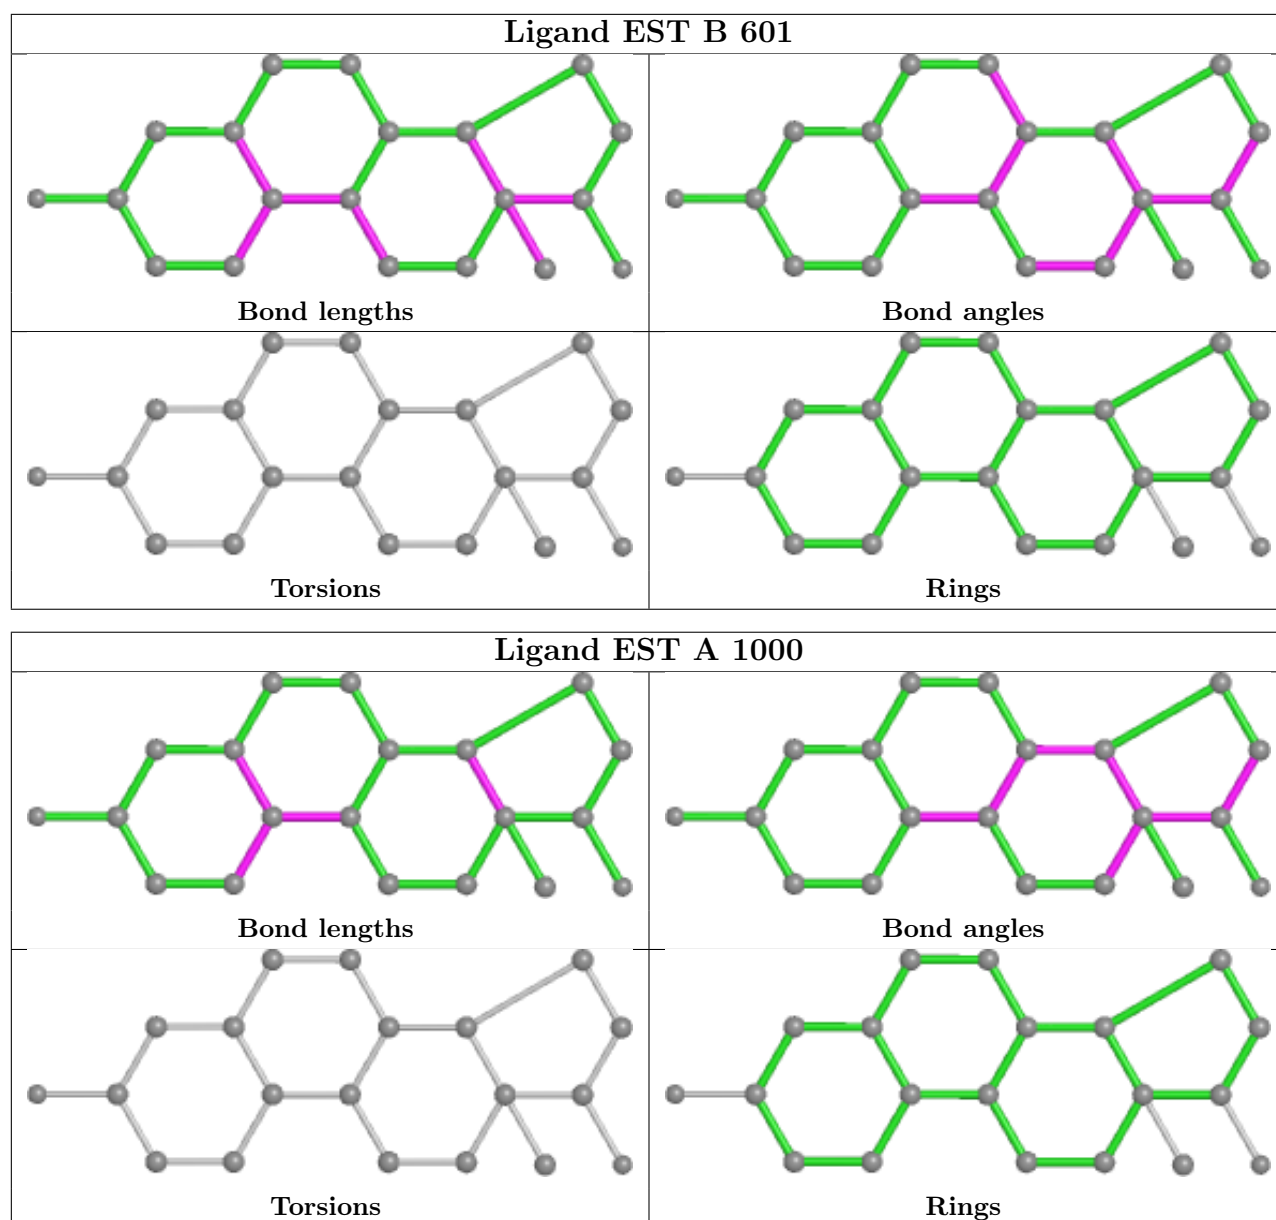 Ligand EST B 601
Bond lengths
Bond angles
Torsions
Rings
Ligand EST A 1000
Bond lengths
Bond angles
Torsions
Rings